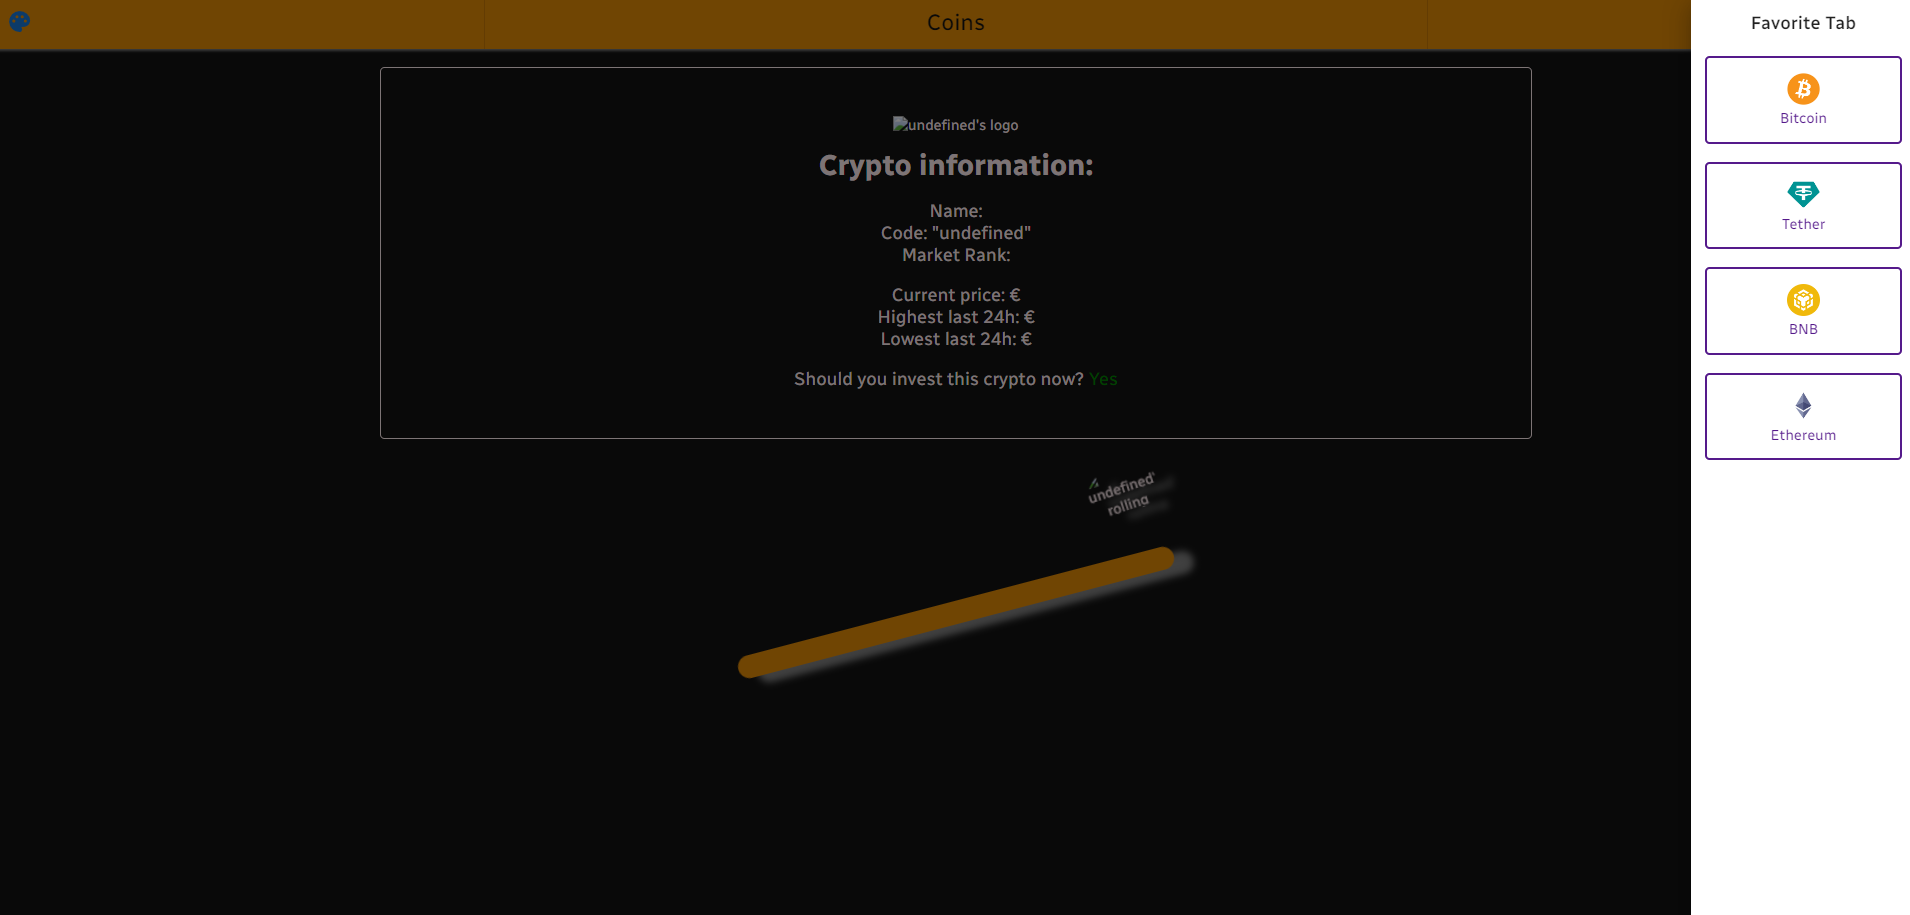 Coins
undefined's logo
Crypto information:
Name:
Code: "undefined"
Market Rank:
Current price: €
Highest last 24h: €
Lowest last 24h: €
Should you invest this crypto now? Yes
undefined'
rolling
Favorite Tab
Bitcoin
Tether
BNB
Ethereum